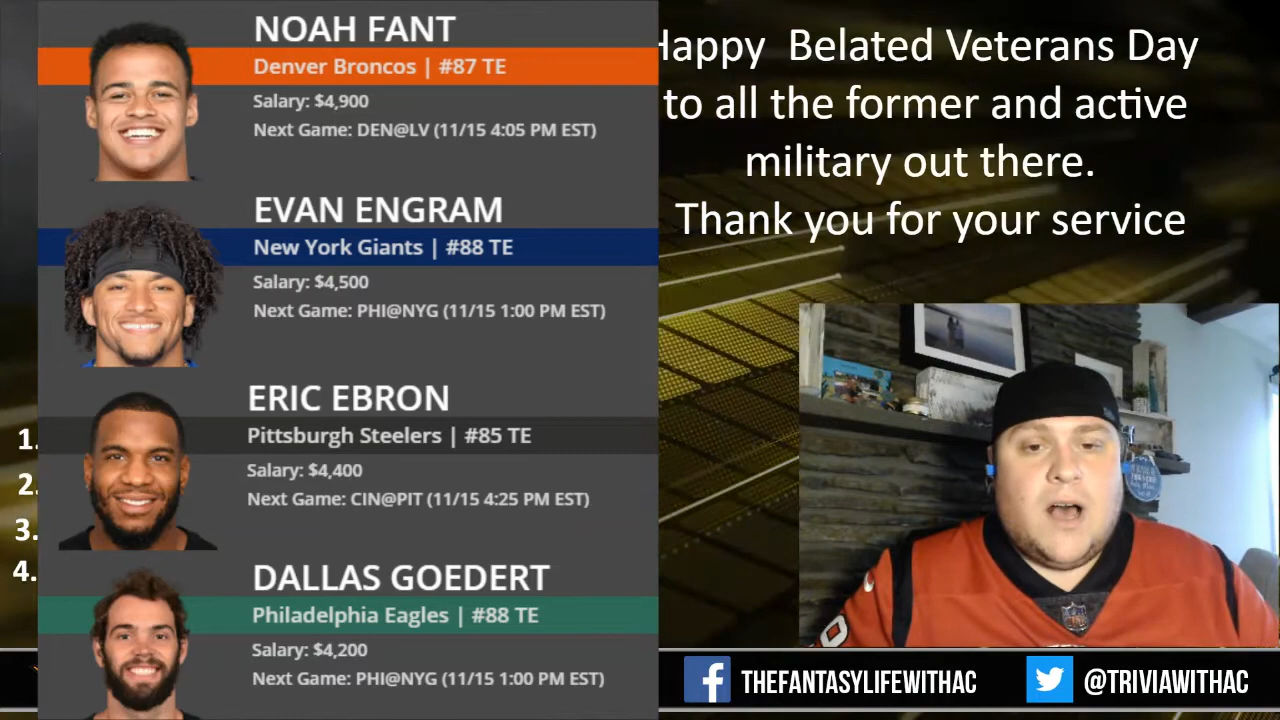 NOAH FANT
Denver Broncos | #87 TE
Salary: $4,900
Next Game: DEN@LV (11/15 4:05 PM EST)
EVAN ENGRAM
New York Giants | #88 TE
Salary: $4,500
Next Game: PHI@NYG (11/15 1:00 PM EST)
ERIC EBRON
Pittsburgh Steelers | #85 TE
Salary: $4,400
Next Game: CIN@PIT (11/15 4:25 PM EST)
DALLAS GOEDERT
Philadelphia Eagles | #88 TE
Salary: $4,200
Next Game: PHI@NYG (11/15 1:00 PM EST)
1.
2.
3.
4.
Happy Belated Veterans Day
to all the former and active
military out there.
Thank you for your service
NFL
THEFANTASYLIFEWITHAC
@TRIVIAWITHAC